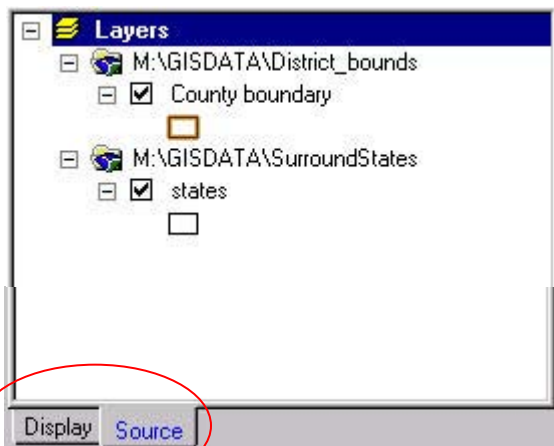 Layers
M:\GISDATA\District_bounds
County boundary
M:\GISDATA\SurroundStates
states
Display Source